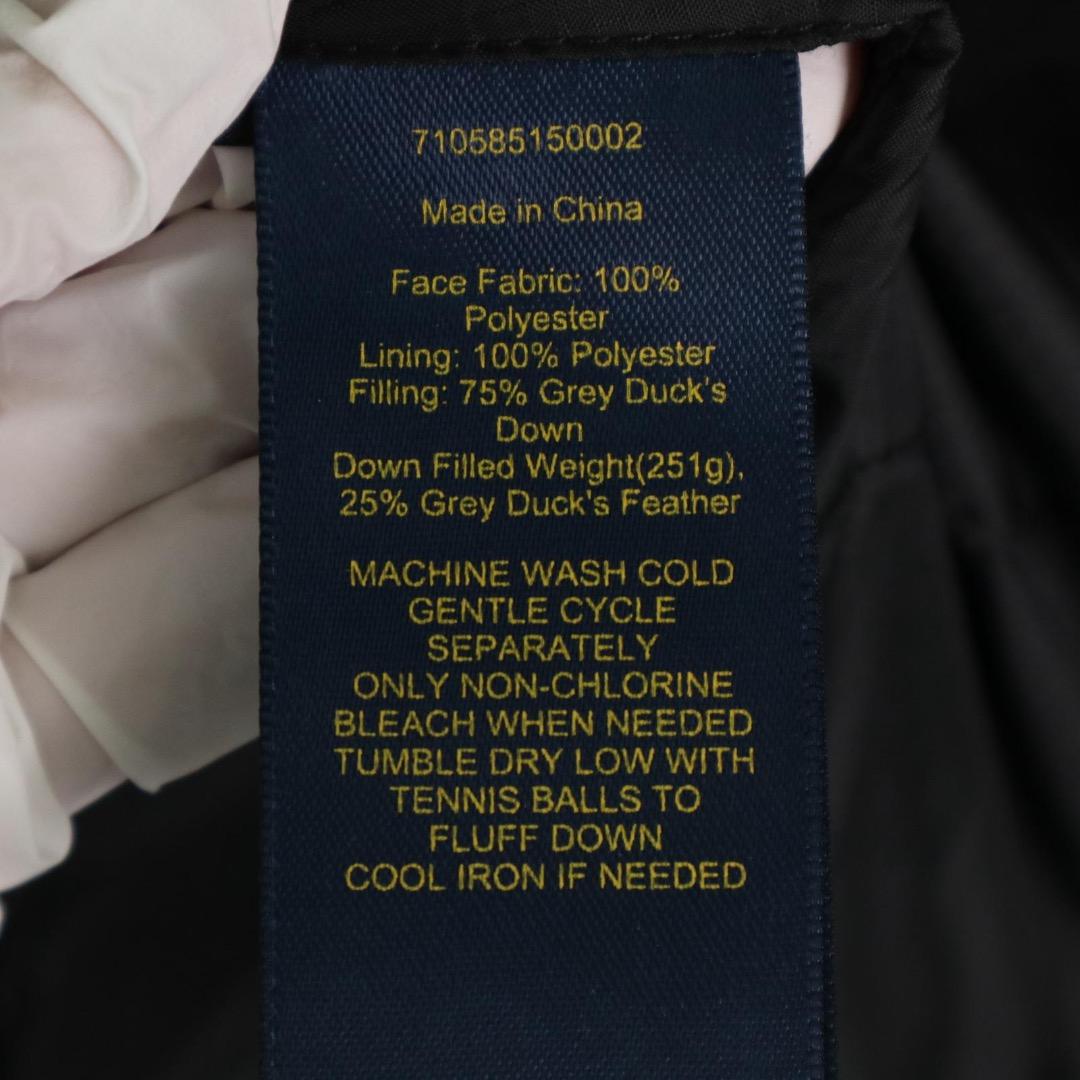 710585150002
Made in China
Face Fabric: 100%
Polyester
Lining: 100% Polyester
Filling: 75% Grey Duck's
Down
Down Filled Weight(251g),
25% Grey Duck's Feather
MACHINE WASH COLD
GENTLE CYCLE
SEPARATELY
ONLY NON-CHLORINE
BLEACH WHEN NEEDED
TUMBLE DRY LOW WITH
TENNIS BALLS TO
FLUFF DOWN
COOL IRON IF NEEDED